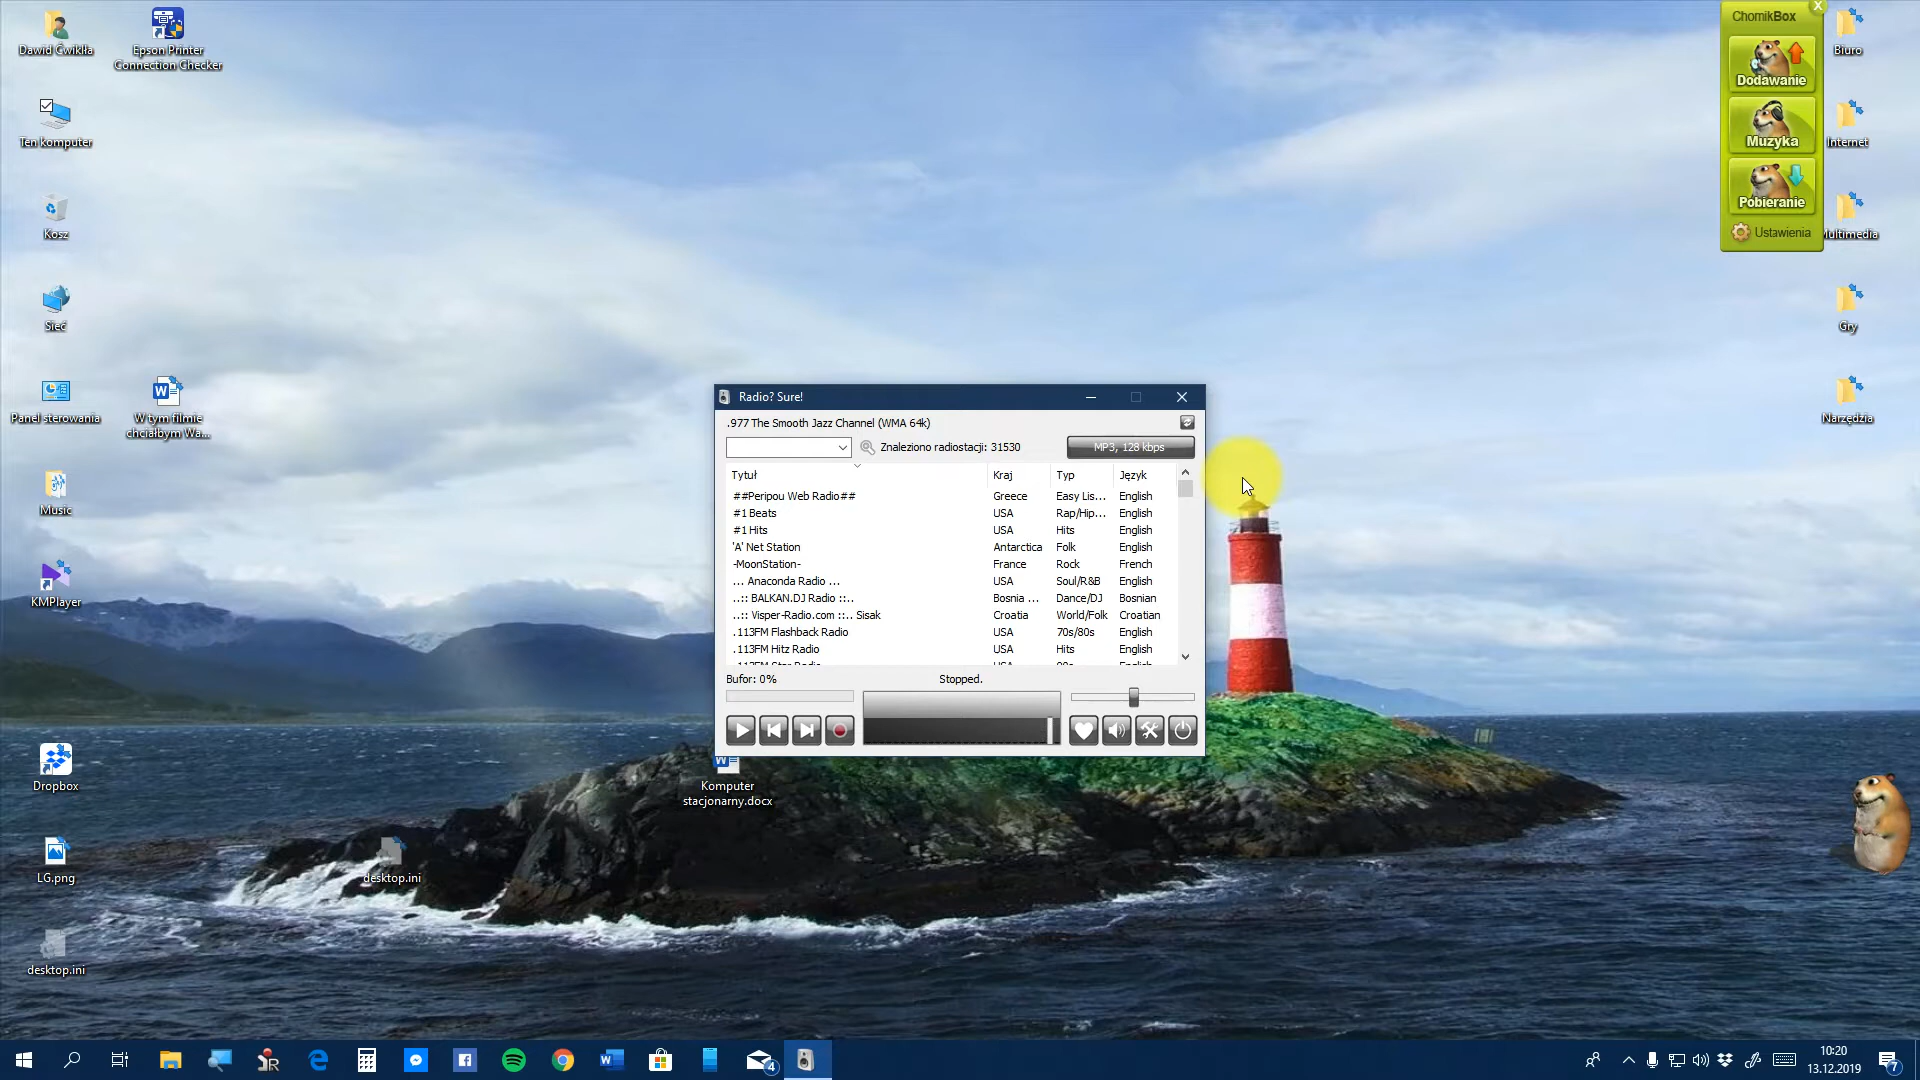 Dawid Ćwikła
Epson Printer
Connection Checker
Ten komputer
Kosz
Sieć
Panel sterowania
W tym filmie
chciałbym Wa...
Music
KMPlayer
Dropbox
LG.png
desktop.ini
desktop.ini
Komputer
stacjonarny.docx
ChomikBox
X
Dodawanie
Muzyka
Pobieranie
Ustawienia
Biuro
Internet
Multimedia
Gry
Narzędzia
Radio? Sure!
.977 The Smooth Jazz Channel (WMA 64k)
Znaleziono radiostacji: 31530
MP3, 128 kbps
Tytuł Kraj Typ Język
##Peripou Web Radio## Greece Easy Lis... English
#1 Beats USA Rap/Hip... English
#1 Hits USA Hits English
'A' Net Station Antarctica Folk English
-MoonStation- France Rock French
... Anaconda Radio ... USA Soul/R&B English
..:: BALKAN.DJ Radio ::.. Bosnia ... Dance/DJ Bosnian
..:: Visper-Radio.com ::.. Sisak Croatia World/Folk Croatian
.113FM Flashback Radio USA 70s/80s English
.113FM Hitz Radio USA Hits English
Bufor: 0% Stopped.
4
10:20
13.12.2019
7